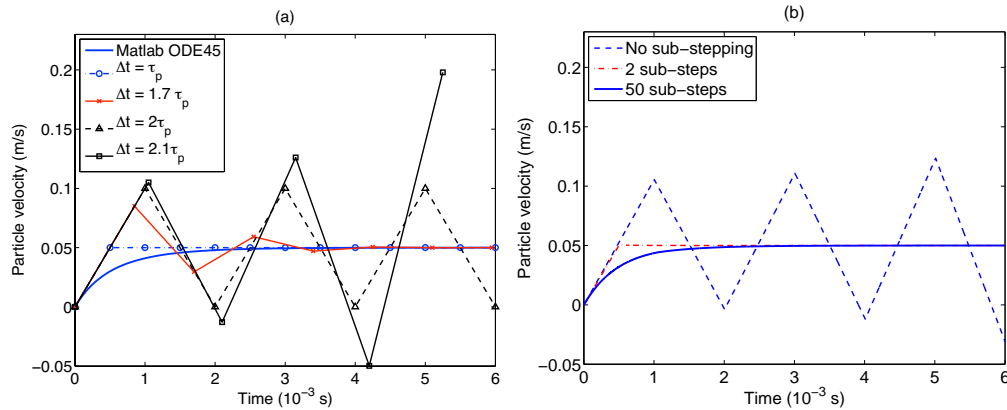 (a)
Particle velocity (m/s)
0.2
0.15
0.1
0.05
0
−0.05
Matlab ODE45
Δt = τp
Δt = 1.7 τp
Δt = 2τp
Δt = 2.1τp
0 1 2 3 4 5 6
Time (10⁻³ s)
(b)
Particle velocity (m/s)
0.2
0.15
0.1
0.05
0
−0.05
No sub−stepping
2 sub−steps
50 sub−steps
0 1 2 3 4 5 6
Time (10⁻³ s)